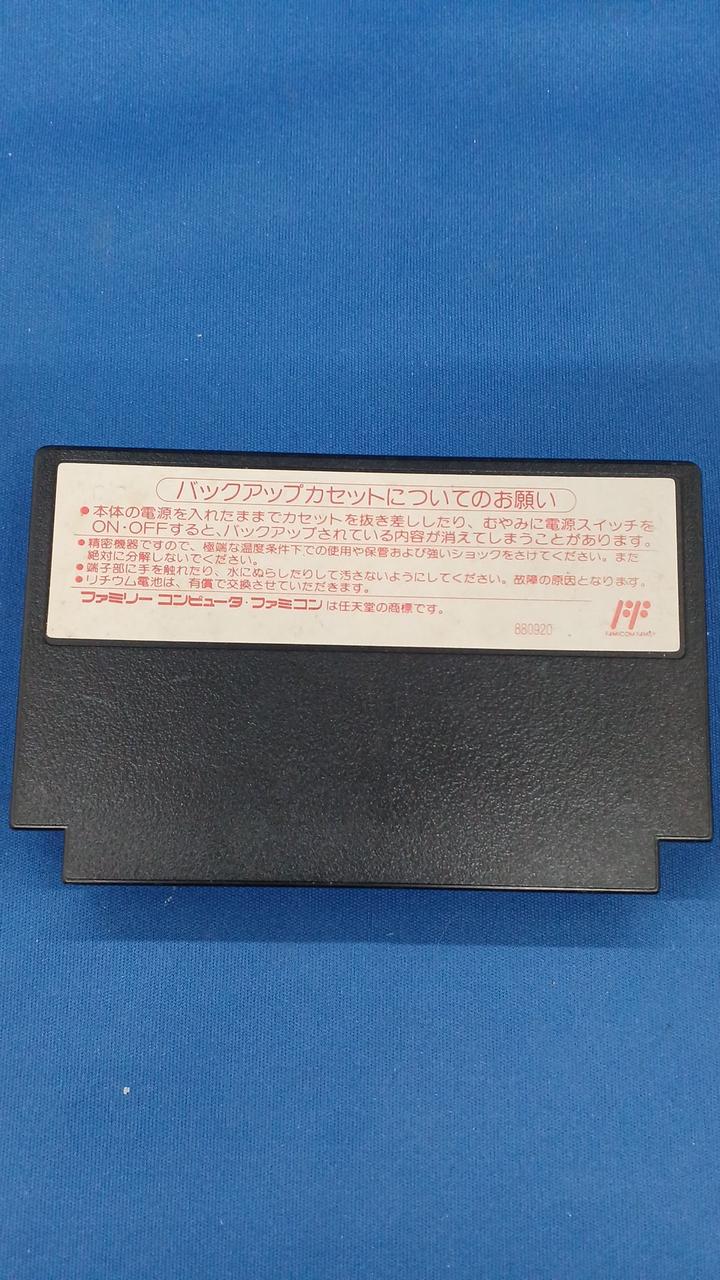 バックアップカセットについてのお願い
●本体の電源を入れたままでカセットを抜き差ししたり、むやみに電源スイッチを
ON・OFFすると、バックアップされている内容が消えてしまうことがあります。
●精密機器ですので、極端な温度条件下での使用や保管および強いショックをさけてください。また
絶対に分解しないでください。
●端子部に手を触れたり、水にぬらしたりして汚さないようにしてください。故障の原因となります。
●リチウム電池は、有償で交換させていただきます。
ファミリー コンピュータ・ファミコン は任天堂の商標です。
880920
FAMICOM FAMILY